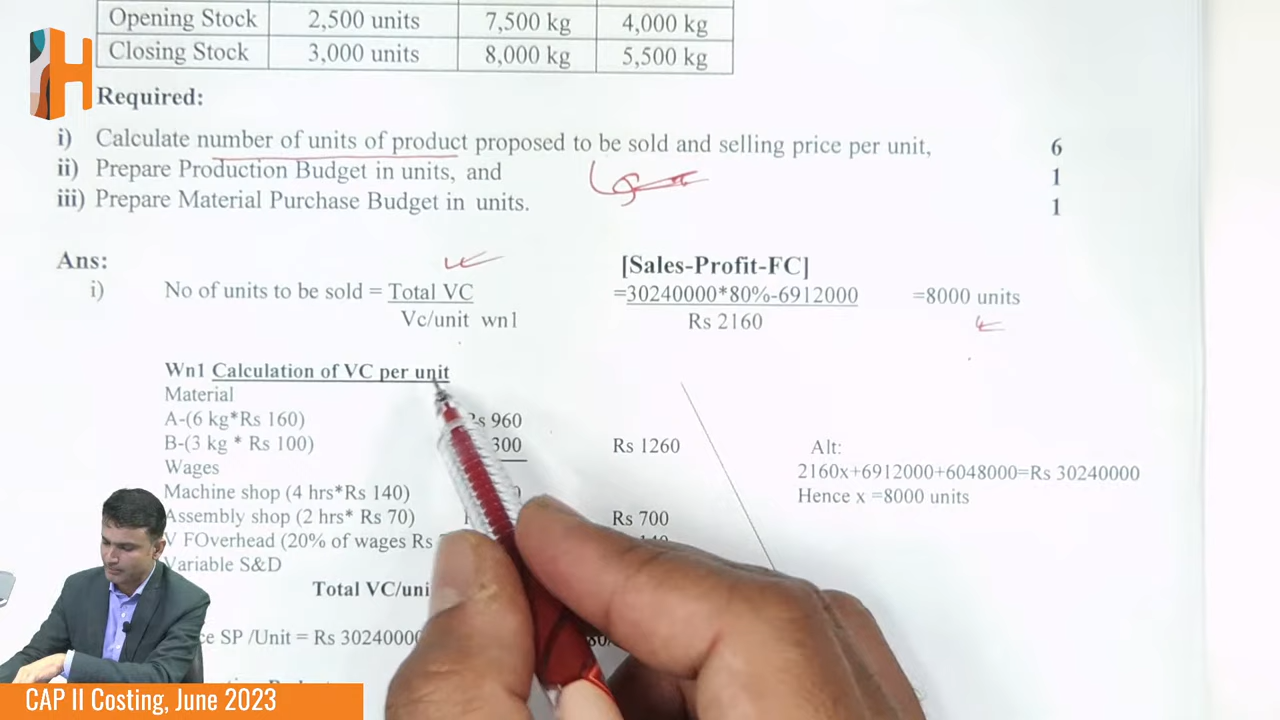 Opening Stock 2,500 units 7,500 kg 4,000 kg
Closing Stock 3,000 units 8,000 kg 5,500 kg
H
Required:
i) Calculate number of units of product proposed to be sold and selling price per unit, 6
ii) Prepare Production Budget in units, and 1
iii) Prepare Material Purchase Budget in units. 1
Ans: [Sales-Profit-FC]
i) No of units to be sold = Total VC =30240000*80%-6912000 =8000 units
Vc/unit wn1 Rs 2160
Wn1 Calculation of VC per unit
Material
A-(6 kg*Rs 160) Rs 960
B-(3 kg * Rs 100) 300 Rs 1260
Wages
Machine shop (4 hrs*Rs 140)
Assembly shop (2 hrs* Rs 70) Rs 700
V FOverhead (20% of wages Rs
Variable S&D
Total VC/uni
SP /Unit = Rs 30240000
Alt:
2160x+6912000+6048000=Rs 30240000
Hence x =8000 units
CAP II Costing, June 2023